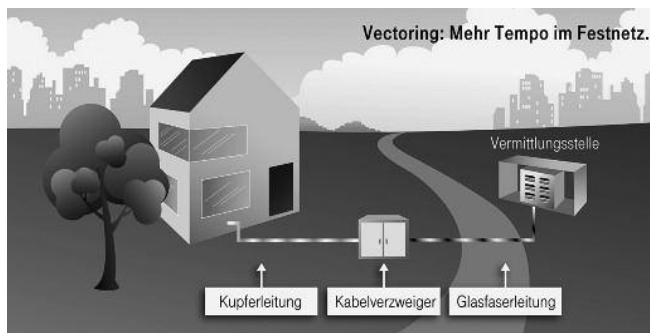 Vectoring: Mehr Tempo im Festnetz.
Vermittlungsstelle
Kupferleitung
Kabelverzweiger
Glasfaserleitung